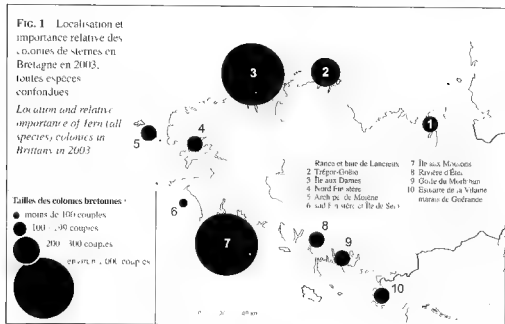 FIG. 1 Localisation et
importance relative des
colonies de sternes en
Bretagne en 2003,
toutes espèces
confondues
Location and relative
importance of Tern (all
species) colonies in
Brittany in 2003
3
2
1
4
5
6
7
8
9
10
Rance et baie de Lancieux
2 Trégor-Goëlo
3 Île aux Dames
4 Nord Finistère
5 Archipel de Molène
6 Sud Finistère et Île de Sein
7 Île aux Moutons
8 Rivière d'Étel
9 Golfe du Morbihan
10 Estuaire de la Vilaine
marais de Guérande
Tailles des colonies bretonnes :
moins de 100 couples
100 - 199 couples
200 - 300 couples
environ 1 000 couples